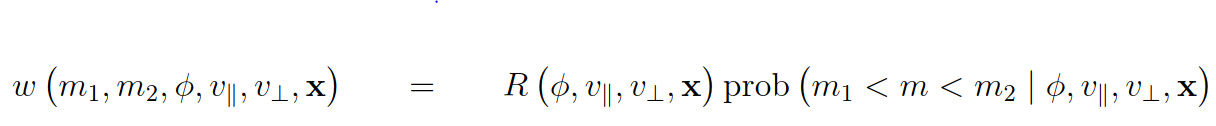 w (m₁, m₂, ϕ, v∥, v⊥, 𝐱) = R (ϕ, v∥, v⊥, 𝐱) prob (m₁ < m < m₂ | ϕ, v∥, v⊥, 𝐱)